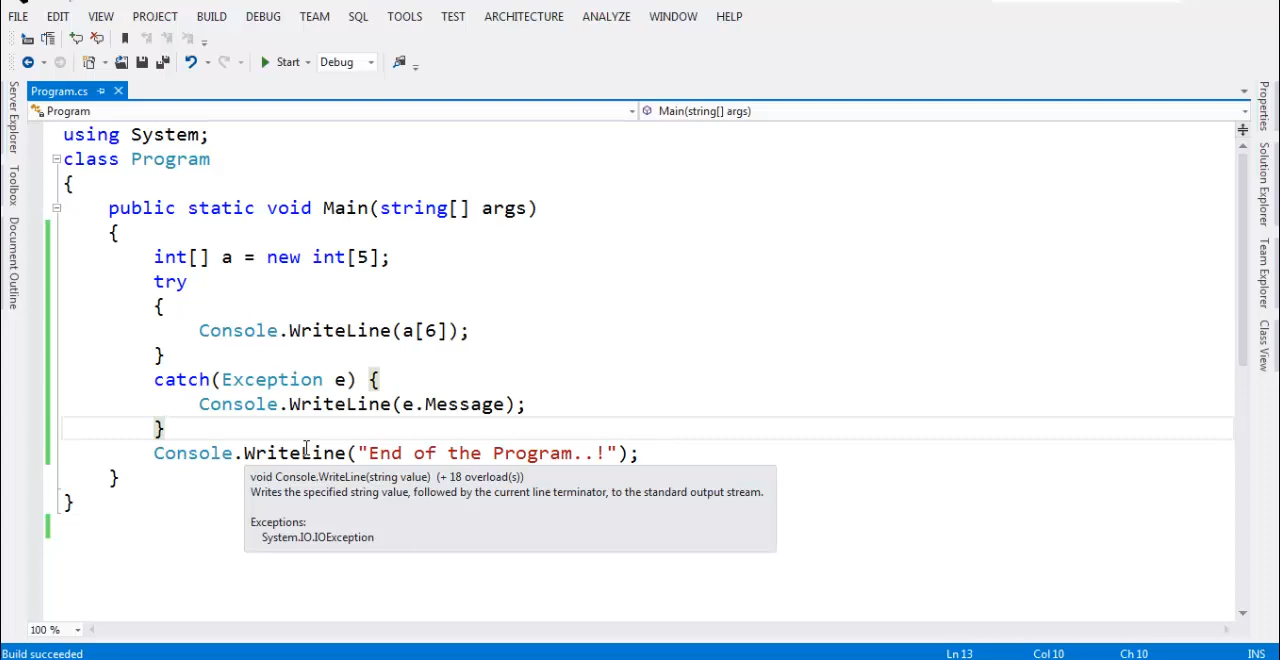 FILE EDIT VIEW PROJECT BUILD DEBUG TEAM SQL TOOLS TEST ARCHITECTURE ANALYZE WINDOW HELP
Start Debug
Server Explorer
Toolbox
Document Outline
Program.cs
Program Main(string[] args)
using System;
class Program
{
public static void Main(string[] args)
{
int[] a = new int[5];
try
{
Console.WriteLine(a[6]);
}
catch(Exception e) {
Console.WriteLine(e.Message);
}
Console.WriteLine("End of the Program..!");
}
}
void Console.WriteLine(string value) (+ 18 overload(s))
Writes the specified string value, followed by the current line terminator, to the standard output stream.
Exceptions:
System.IO.IOException
Properties
Solution Explorer
Team Explorer
Class View
100 %
Build succeeded Ln 13 Col 10 Ch 10 INS